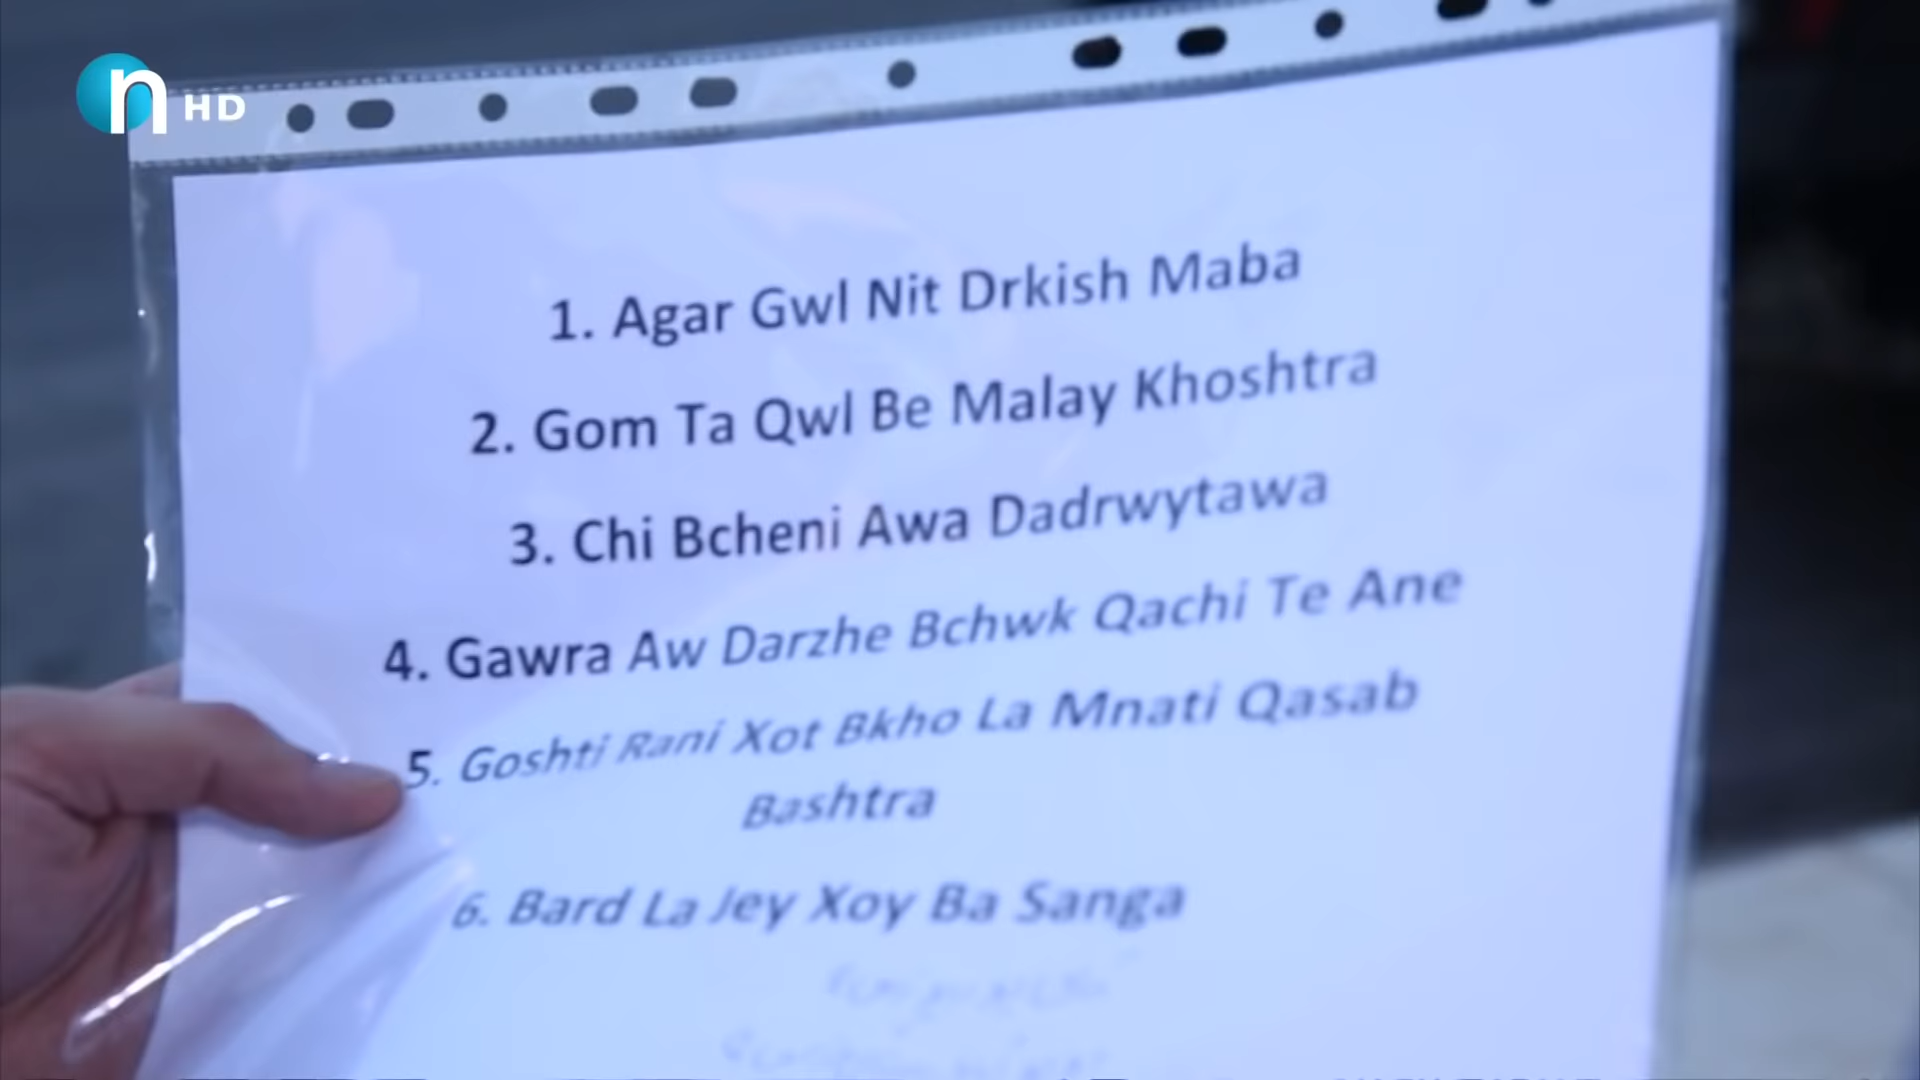 n HD
1. Agar Gwl Nit Drkish Maba
2. Gom Ta Qwl Be Malay Khoshtra
3. Chi Bcheni Awa Dadrwytawa
4. Gawra Aw Darzhe Bchwk Qachi Te Ane
5. Goshti Rani Xot Bkho La Mnati Qasab
Bashtra
6. Bard La Jey Xoy Ba Sanga